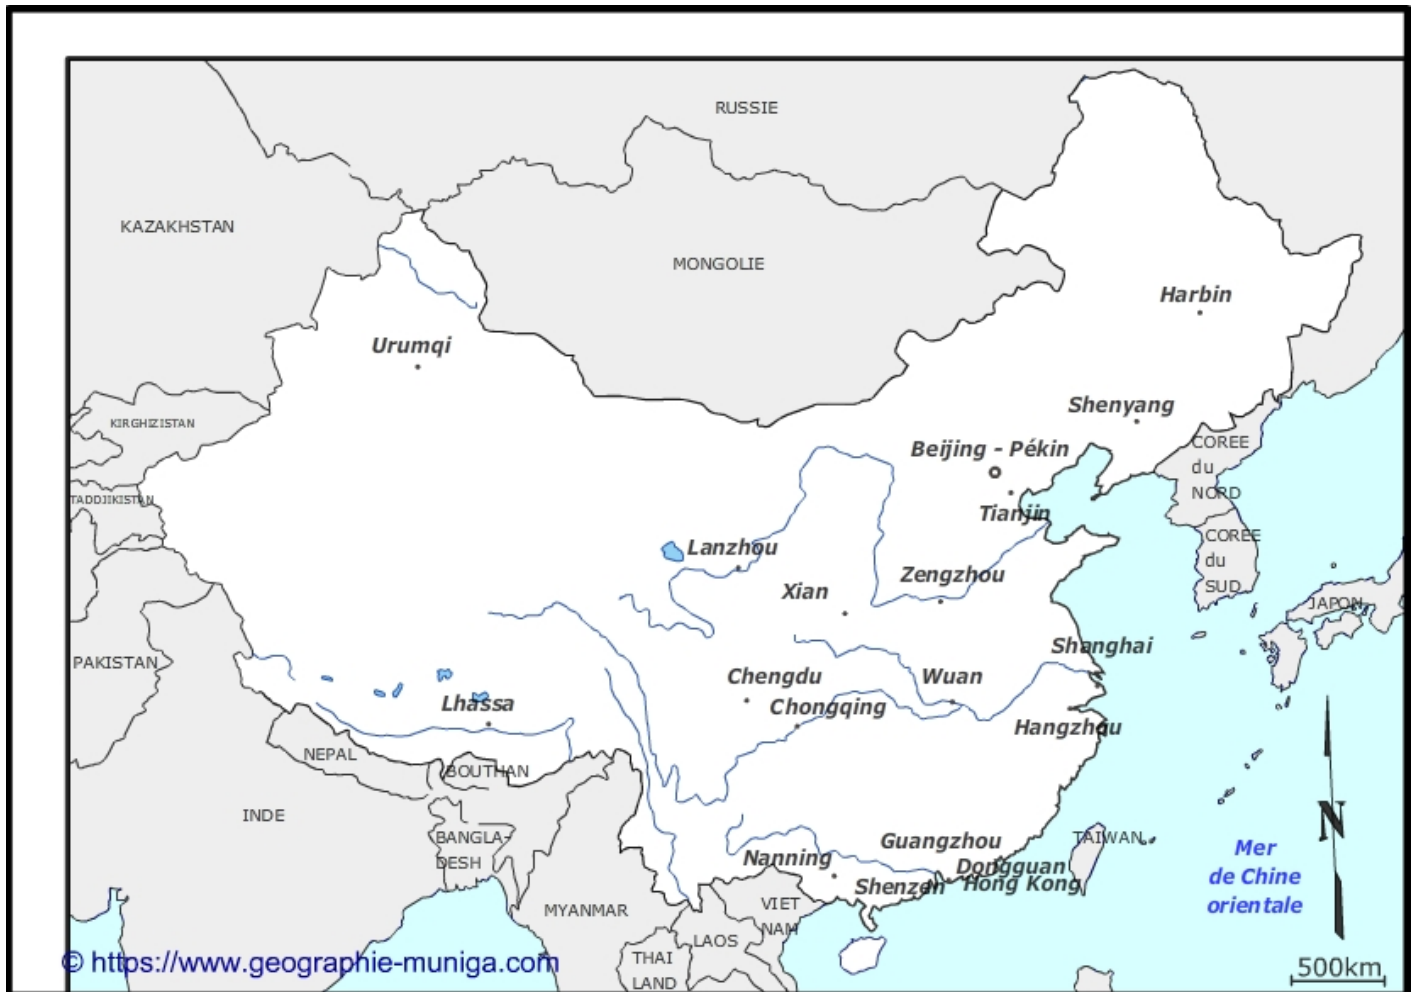 RUSSIE
KAZAKHSTAN
MONGOLIE
Harbin
Urumqi
Shenyang
KIRGHIZISTAN
COREE
du
NORD
Beijing - Pékin
TADDJIKISTAN
Tianjin
COREE
du
SUD
Lanzhou
Zengzhou
Xian
JAPON
Shanghai
PAKISTAN
Chengdu
Wuan
Lhassa
Chongqing
Hangzhou
NEPAL
BOUTHAN
INDE
BANGLA-
DESH
Guangzhou
TAIWAN
N
Mer
de Chine
orientale
Nanning
Dongguan
Shenzen
Hong Kong
MYANMAR
VIET
NAM
LAOS
THAI
LAND
© https://www.geographie-muniga.com
500km